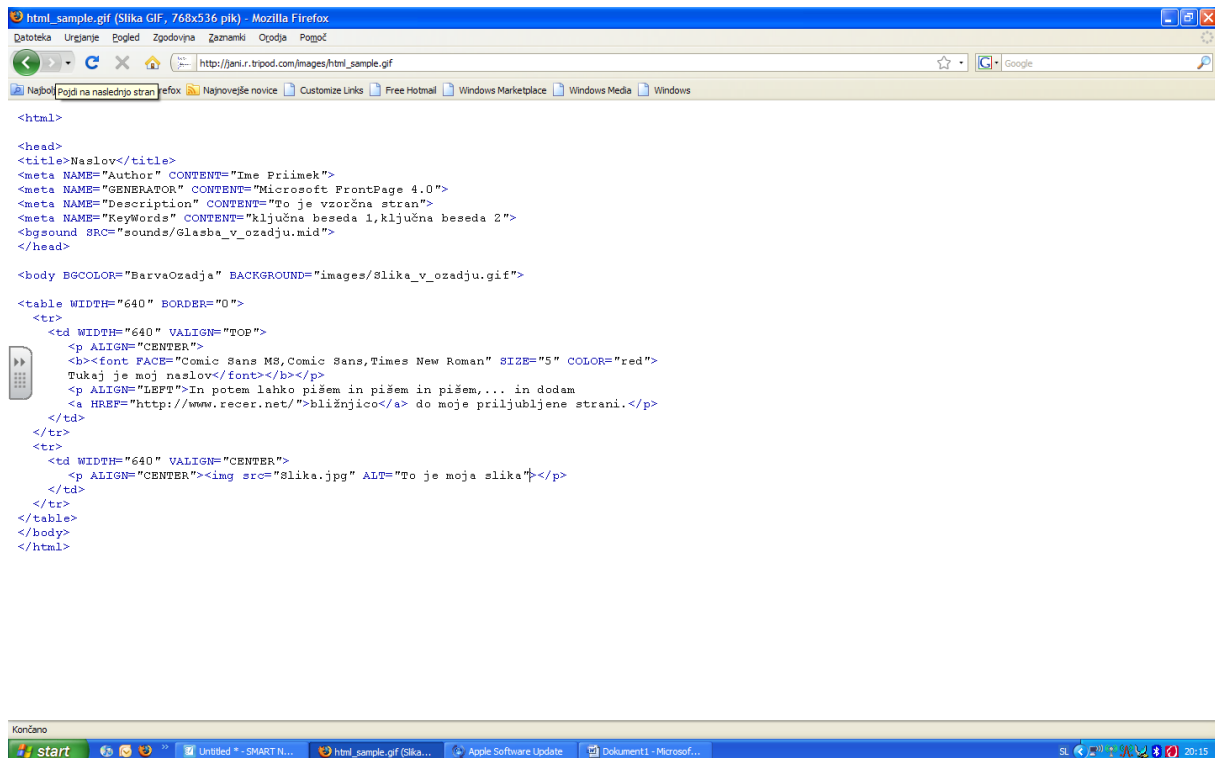 html_sample.gif (Slika GIF, 768x536 pik) - Mozilla Firefox
Datoteka Urejanje Pogled Zgodovina Zaznamki Orodja Pomoč
http://jani.r.tripod.com/images/html_sample.gif
Google
Najbolj Pojdi na naslednjo stran refox Najnovejše novice Customize Links Free Hotmail Windows Marketplace Windows Media Windows
<html>
<head>
<title>Naslov</title>
<meta NAME="Author" CONTENT="Ime Priimek">
<meta NAME="GENERATOR" CONTENT="Microsoft FrontPage 4.0">
<meta NAME="Description" CONTENT="To je vzorčna stran">
<meta NAME="KeyWords" CONTENT="ključna beseda 1,ključna beseda 2">
<bgsound SRC="sounds/Glasba_v_ozadju.mid">
</head>
<body BGCOLOR="BarvaOzadja" BACKGROUND="images/Slika_v_ozadju.gif">
<table WIDTH="640" BORDER="0">
<tr>
<td WIDTH="640" VALIGN="TOP">
<p ALIGN="CENTER">
<b><font FACE="Comic Sans MS,Comic Sans,Times New Roman" SIZE="5" COLOR="red">
Tukaj je moj naslov</font></b></p>
<p ALIGN="LEFT">In potem lahko pišem in pišem in pišem,... in dodam
<a HREF="http://www.recer.net/">bližnjico</a> do moje priljubljene strani.</p>
</td>
</tr>
<tr>
<td WIDTH="640" VALIGN="CENTER">
<p ALIGN="CENTER"><img src="Slika.jpg" ALT="To je moja slika"></p>
</td>
</tr>
</table>
</body>
</html>
Končano
start Untitled * - SMART N... html_sample.gif (Slika... Apple Software Update Dokument1 - Microsof... SL 20:15